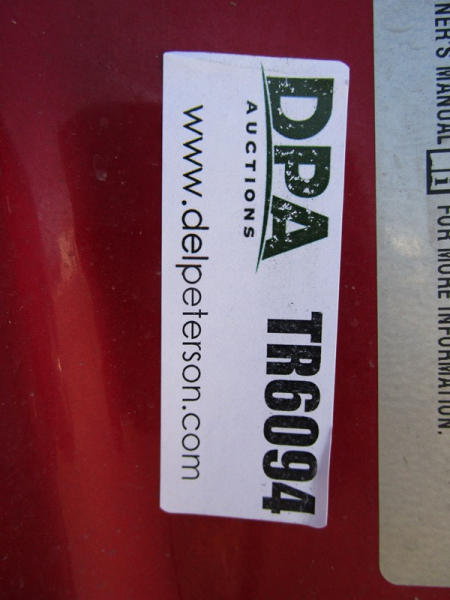 DPA TR6094
AUCTIONS
www.delpeterson.com
NER'S MANUAL FOR MORE INFORMATION.